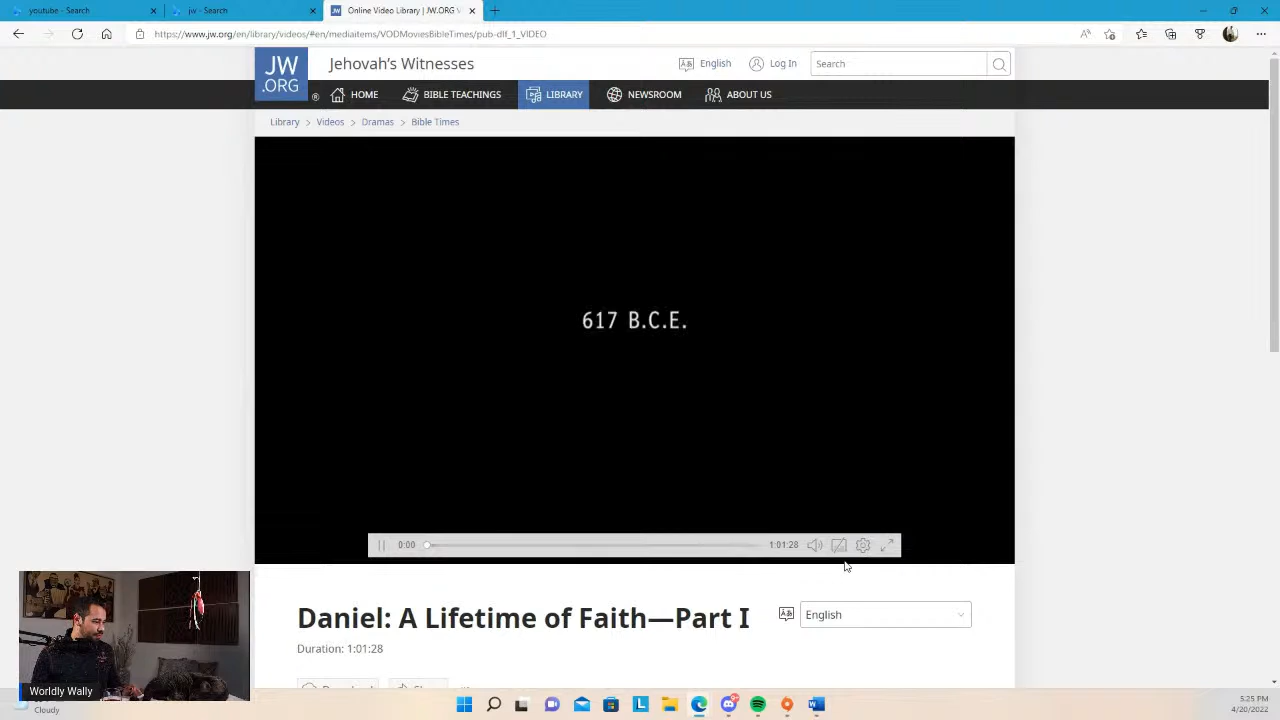 youtube - Search
jw - Search
Online Video Library | JW.ORG V
https://www.jw.org/en/library/videos/#en/mediaitems/VODMoviesBibleTimes/pub-dlf_1_VIDEO
JW
.ORG
®
Jehovah's Witnesses
English
Log In
Search
HOME
BIBLE TEACHINGS
LIBRARY
NEWSROOM
ABOUT US
Library > Videos > Dramas > Bible Times
617 B.C.E.
0:00
1:01:28
Daniel: A Lifetime of Faith—Part I
English
Duration: 1:01:28
Worldly Wally
Cloudy
5:25 PM
4/20/2022